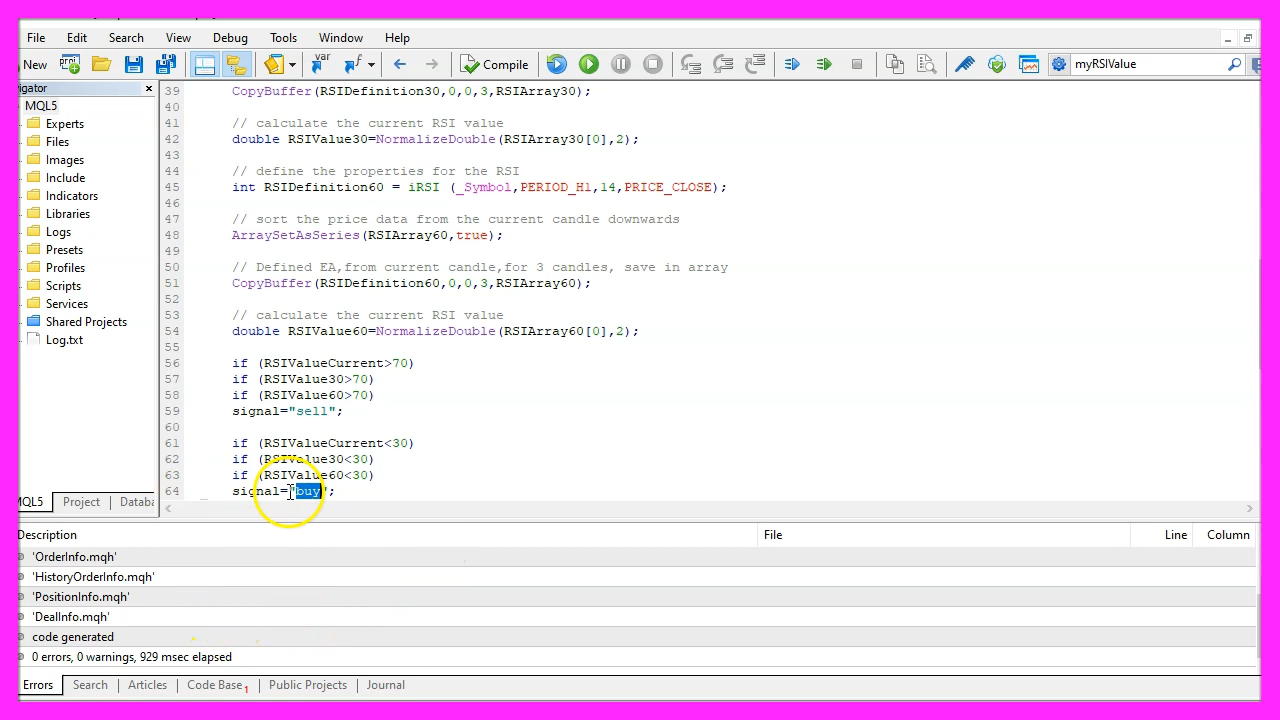 File Edit Search View Debug Tools Window Help
New var Compile myRSIValue
vigator
MQL5
Experts
Files
Images
Include
Indicators
Libraries
Logs
Presets
Profiles
Scripts
Services
Shared Projects
Log.txt
MQL5 Project Databa
39 CopyBuffer(RSIDefinition30,0,0,3,RSIArray30);
40
41 // calculate the current RSI value
42 double RSIValue30=NormalizeDouble(RSIArray30[0],2);
43
44 // define the properties for the RSI
45 int RSIDefinition60 = iRSI (_Symbol,PERIOD_H1,14,PRICE_CLOSE);
46
47 // sort the price data from the current candle downwards
48 ArraySetAsSeries(RSIArray60,true);
49
50 // Defined EA,from current candle,for 3 candles, save in array
51 CopyBuffer(RSIDefinition60,0,0,3,RSIArray60);
52
53 // calculate the current RSI value
54 double RSIValue60=NormalizeDouble(RSIArray60[0],2);
55
56 if (RSIValueCurrent>70)
57 if (RSIValue30>70)
58 if (RSIValue60>70)
59 signal="sell";
60
61 if (RSIValueCurrent<30)
62 if (RSIValue30<30)
63 if (RSIValue60<30)
64 signal="buy";
Description File Line Column
'OrderInfo.mqh'
'HistoryOrderInfo.mqh'
'PositionInfo.mqh'
'DealInfo.mqh'
code generated
0 errors, 0 warnings, 929 msec elapsed
Errors Search Articles Code Base 1 Public Projects Journal